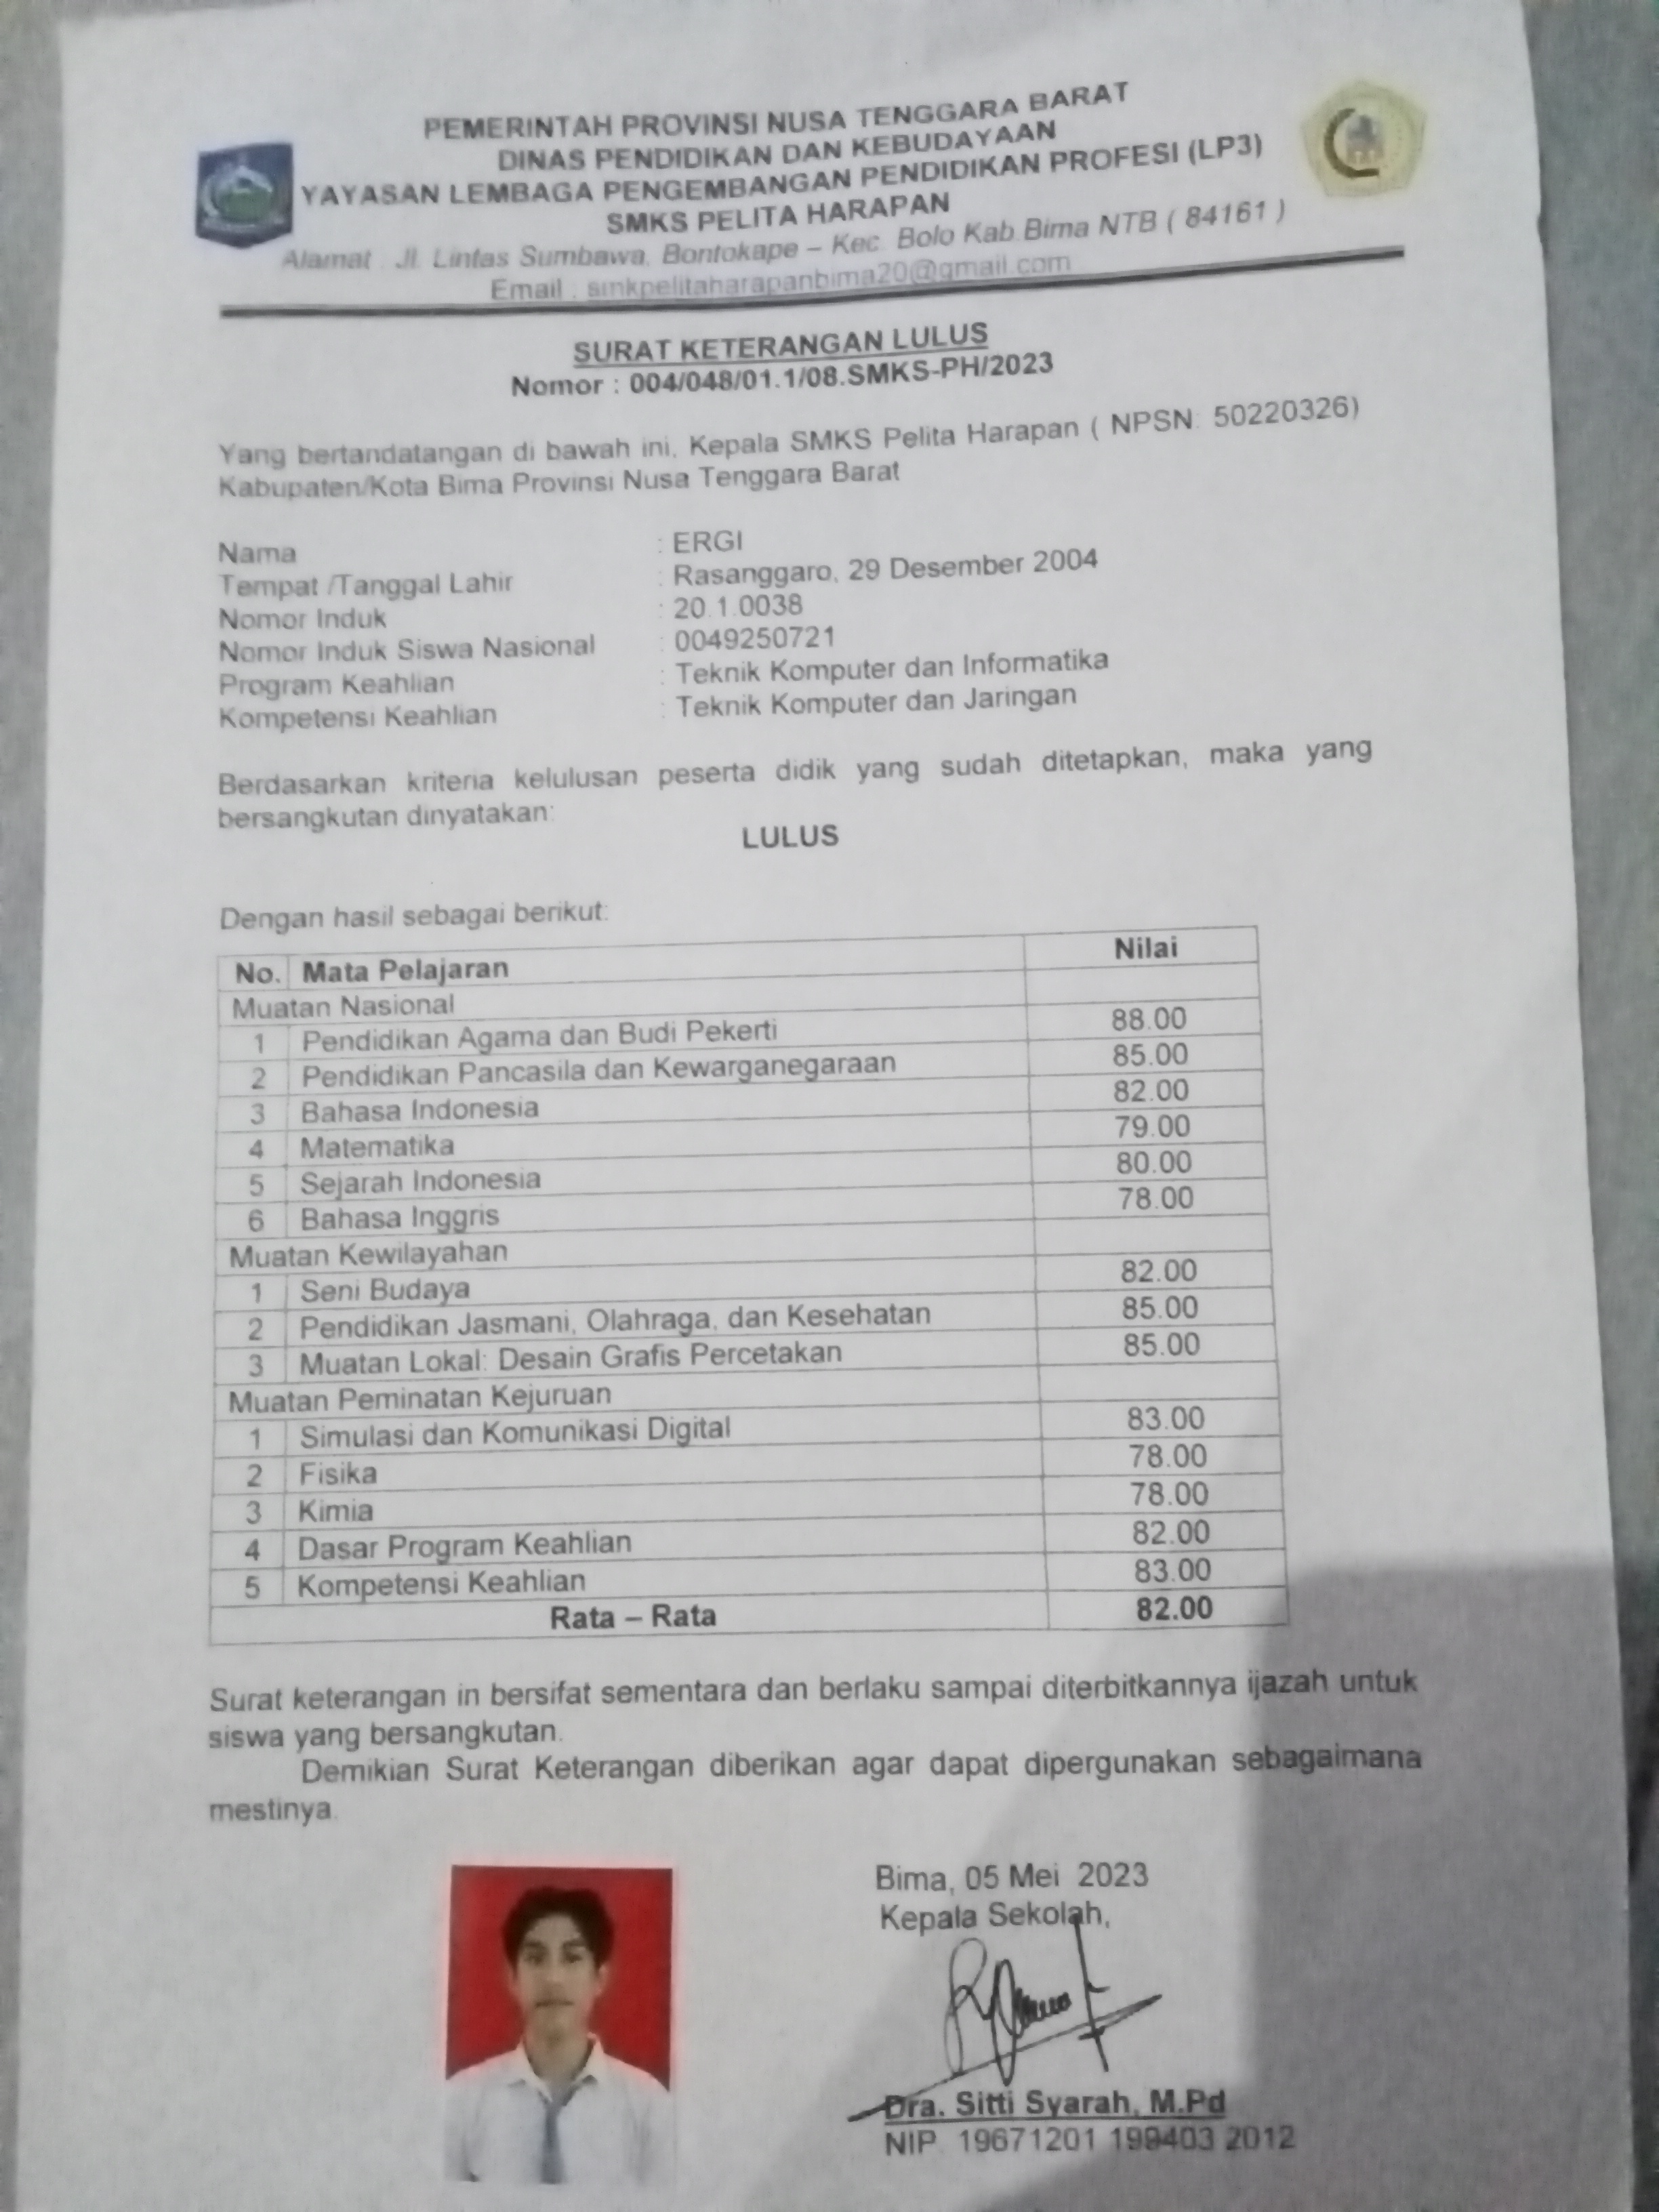 PEMERINTAH PROVINSI NUSA TENGGARA BARAT
DINAS PENDIDIKAN DAN KEBUDAYAAN
YAYASAN LEMBAGA PENGEMBANGAN PENDIDIKAN PROFESI (LP3)
SMKS PELITA HARAPAN
Alamat : Jl. Lintas Sumbawa, Bontokape – Kec. Bolo Kab.Bima NTB ( 84161 )
Email : smkpelitaharapanbima20@gmail.com
SURAT KETERANGAN LULUS
Nomor : 004/048/01.1/08.SMKS-PH/2023
Yang bertandatangan di bawah ini, Kepala SMKS Pelita Harapan ( NPSN: 50220326)
Kabupaten/Kota Bima Provinsi Nusa Tenggara Barat
Nama : ERGI
Tempat /Tanggal Lahir : Rasanggaro, 29 Desember 2004
Nomor Induk : 20.1.0038
Nomor Induk Siswa Nasional : 0049250721
Program Keahlian : Teknik Komputer dan Informatika
Kompetensi Keahlian : Teknik Komputer dan Jaringan
Berdasarkan kriteria kelulusan peserta didik yang sudah ditetapkan, maka yang
bersangkutan dinyatakan:
LULUS
Dengan hasil sebagai berikut:
No. Mata Pelajaran Nilai
Muatan Nasional
1 Pendidikan Agama dan Budi Pekerti 88.00
2 Pendidikan Pancasila dan Kewarganegaraan 85.00
3 Bahasa Indonesia 82.00
4 Matematika 79.00
5 Sejarah Indonesia 80.00
6 Bahasa Inggris 78.00
Muatan Kewilayahan
1 Seni Budaya 82.00
2 Pendidikan Jasmani, Olahraga, dan Kesehatan 85.00
3 Muatan Lokal: Desain Grafis Percetakan 85.00
Muatan Peminatan Kejuruan
1 Simulasi dan Komunikasi Digital 83.00
2 Fisika 78.00
3 Kimia 78.00
4 Dasar Program Keahlian 82.00
5 Kompetensi Keahlian 83.00
Rata – Rata 82.00
Surat keterangan in bersifat sementara dan berlaku sampai diterbitkannya ijazah untuk
siswa yang bersangkutan.
Demikian Surat Keterangan diberikan agar dapat dipergunakan sebagaimana
mestinya.
Bima, 05 Mei 2023
Kepala Sekolah,
Dra. Sitti Syarah, M.Pd
NIP. 19671201 199403 2012